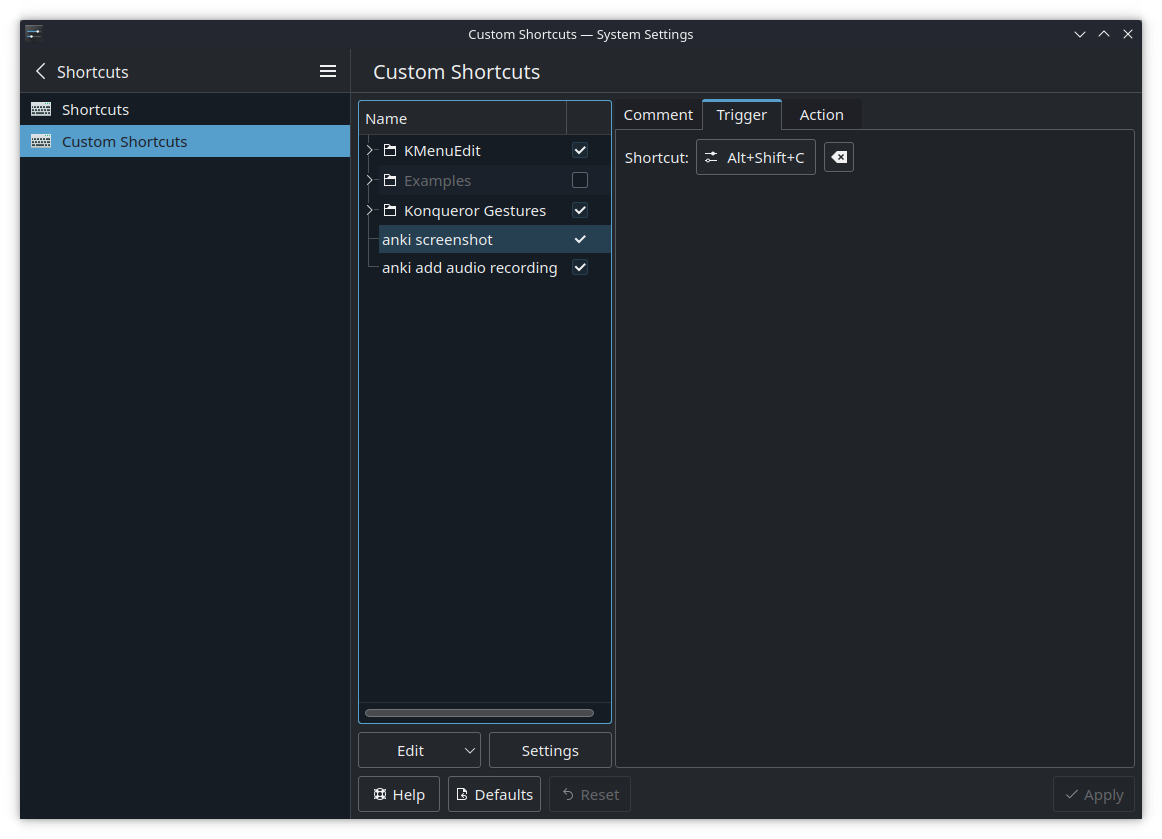 Custom Shortcuts — System Settings
Shortcuts
Custom Shortcuts
Shortcuts
Custom Shortcuts
Name
KMenuEdit
Examples
Konqueror Gestures
anki screenshot
anki add audio recording
Comment Trigger Action
Shortcut: Alt+Shift+C
Edit Settings
Help Defaults Reset Apply